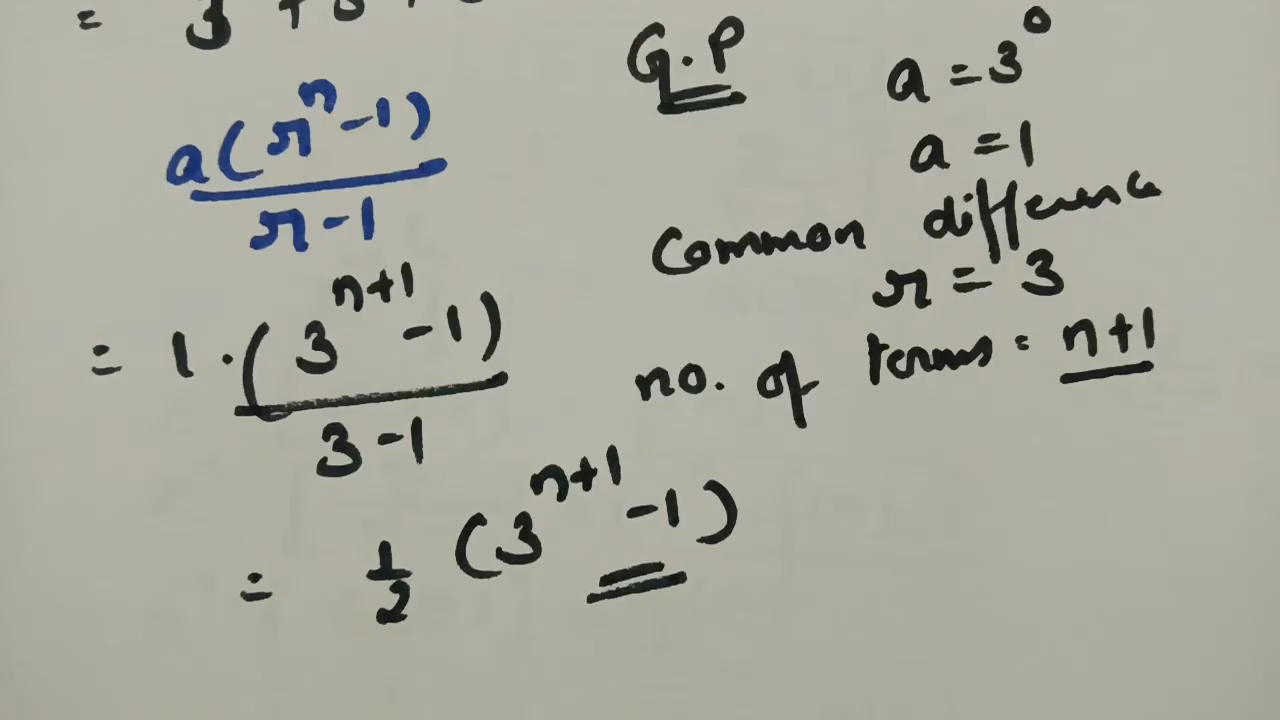 = 3 + 3 +
G.P
a = 3⁰
a(rⁿ - 1)
r - 1
a = 1
common difference
r = 3
= 1 · (3ⁿ⁺¹ - 1)
3 - 1
no. of terms = n+1
= 1/2 (3ⁿ⁺¹ - 1)